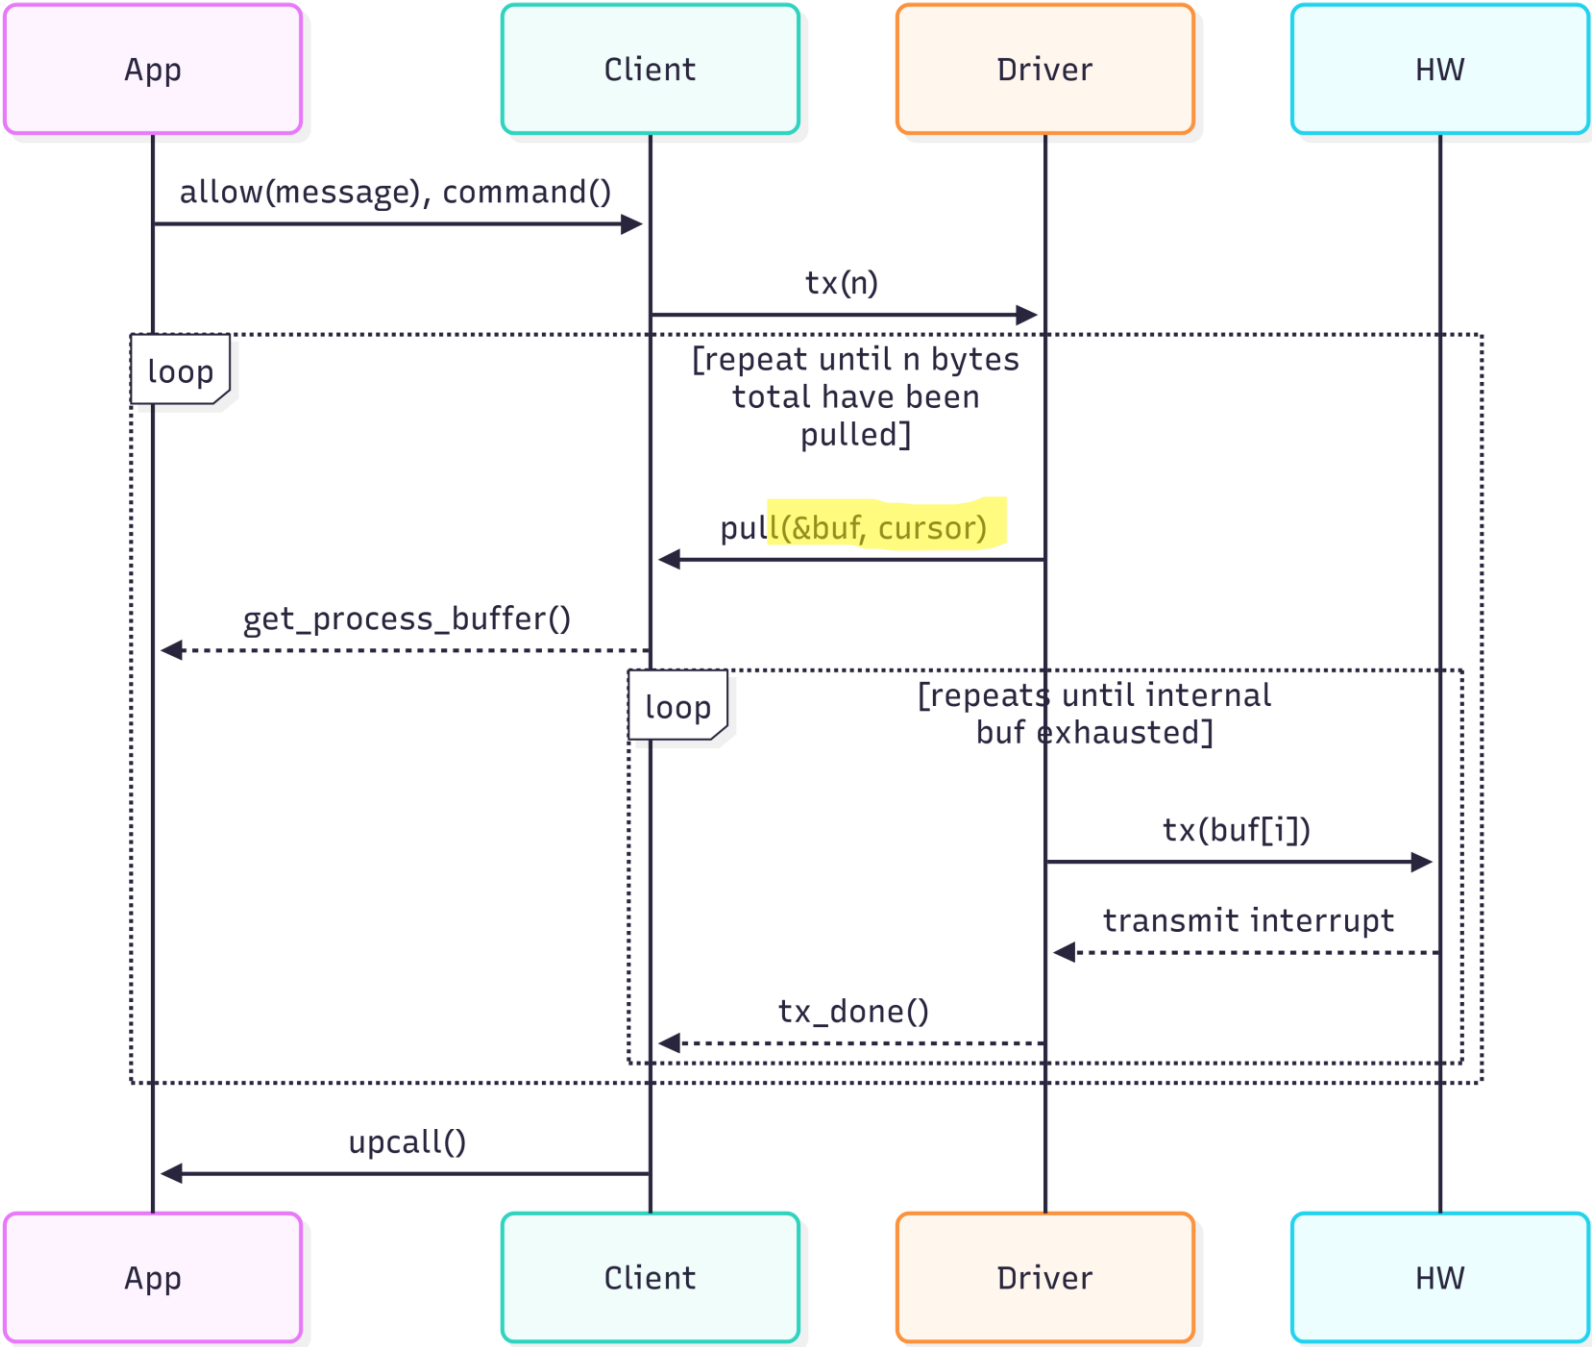 App
Client
Driver
HW
allow(message), command()
tx(n)
loop
[repeat until n bytes
total have been
pulled]
pull(&buf, cursor)
get_process_buffer()
loop
[repeats until internal
buf exhausted]
tx(buf[i])
transmit interrupt
tx_done()
upcall()
App
Client
Driver
HW